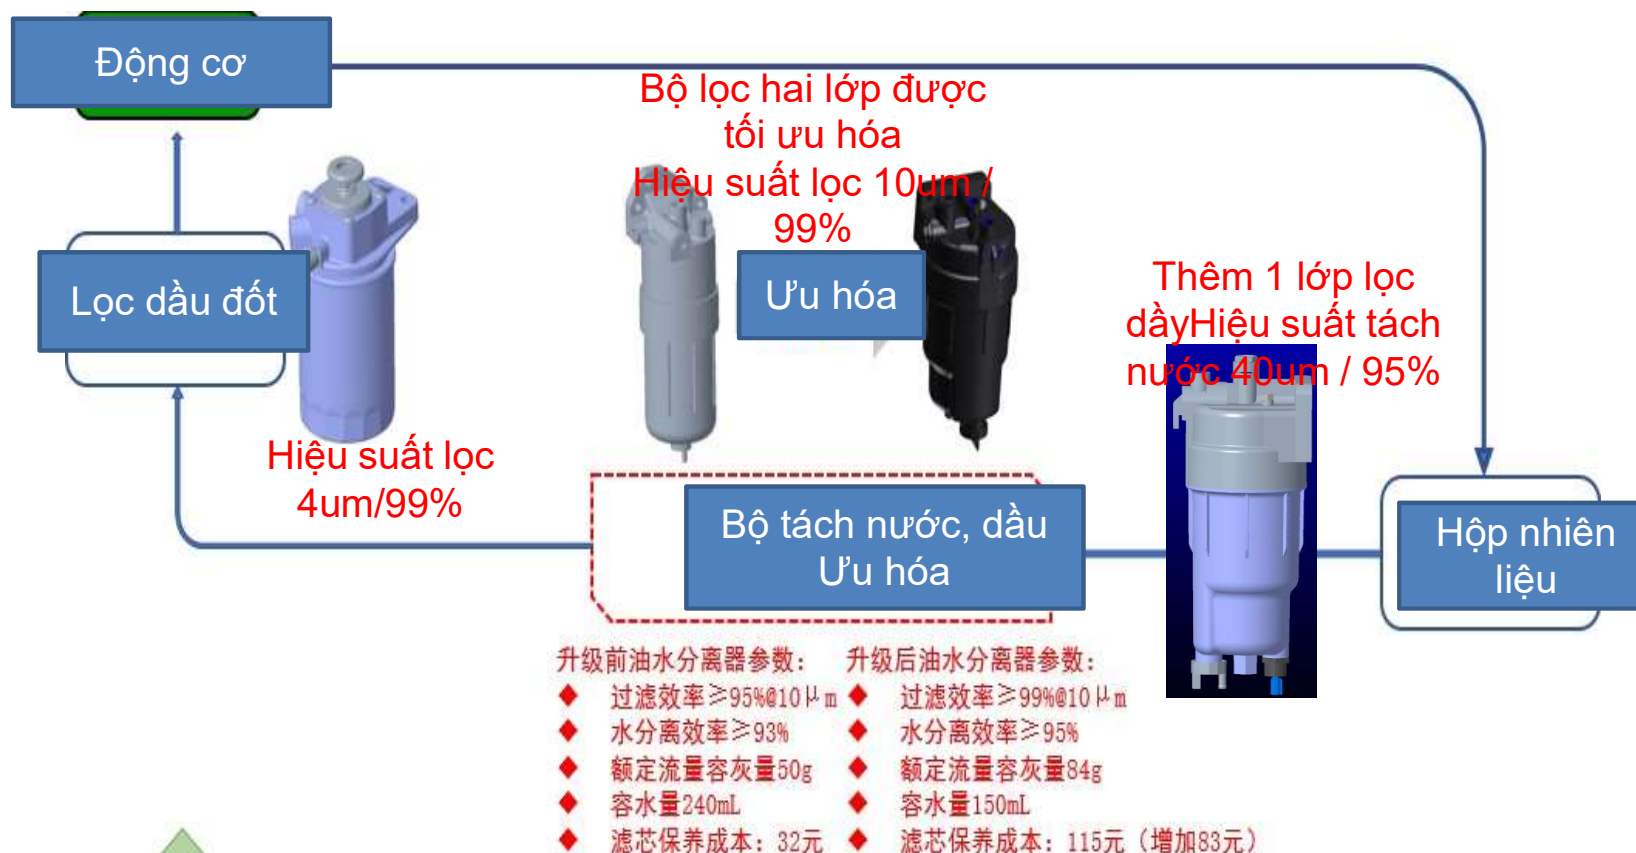 Động cơ
Bộ lọc hai lớp được
tối ưu hóa
Hiệu suất lọc 10um /
99%
Lọc dầu đốt
Ưu hóa
Thêm 1 lớp lọc
dầyHiệu suất tách
nước 40um / 95%
Hiệu suất lọc
4um/99%
Bộ tách nước, dầu
Ưu hóa
Hộp nhiên
liệu
升级前油水分离器参数：
◆ 过滤效率≥95%@10μm
◆ 水分离效率≥93%
◆ 额定流量容灰量50g
◆ 容水量240mL
◆ 滤芯保养成本：32元
升级后油水分离器参数：
◆ 过滤效率≥99%@10μm
◆ 水分离效率≥95%
◆ 额定流量容灰量84g
◆ 容水量150mL
◆ 滤芯保养成本：115元（增加83元）